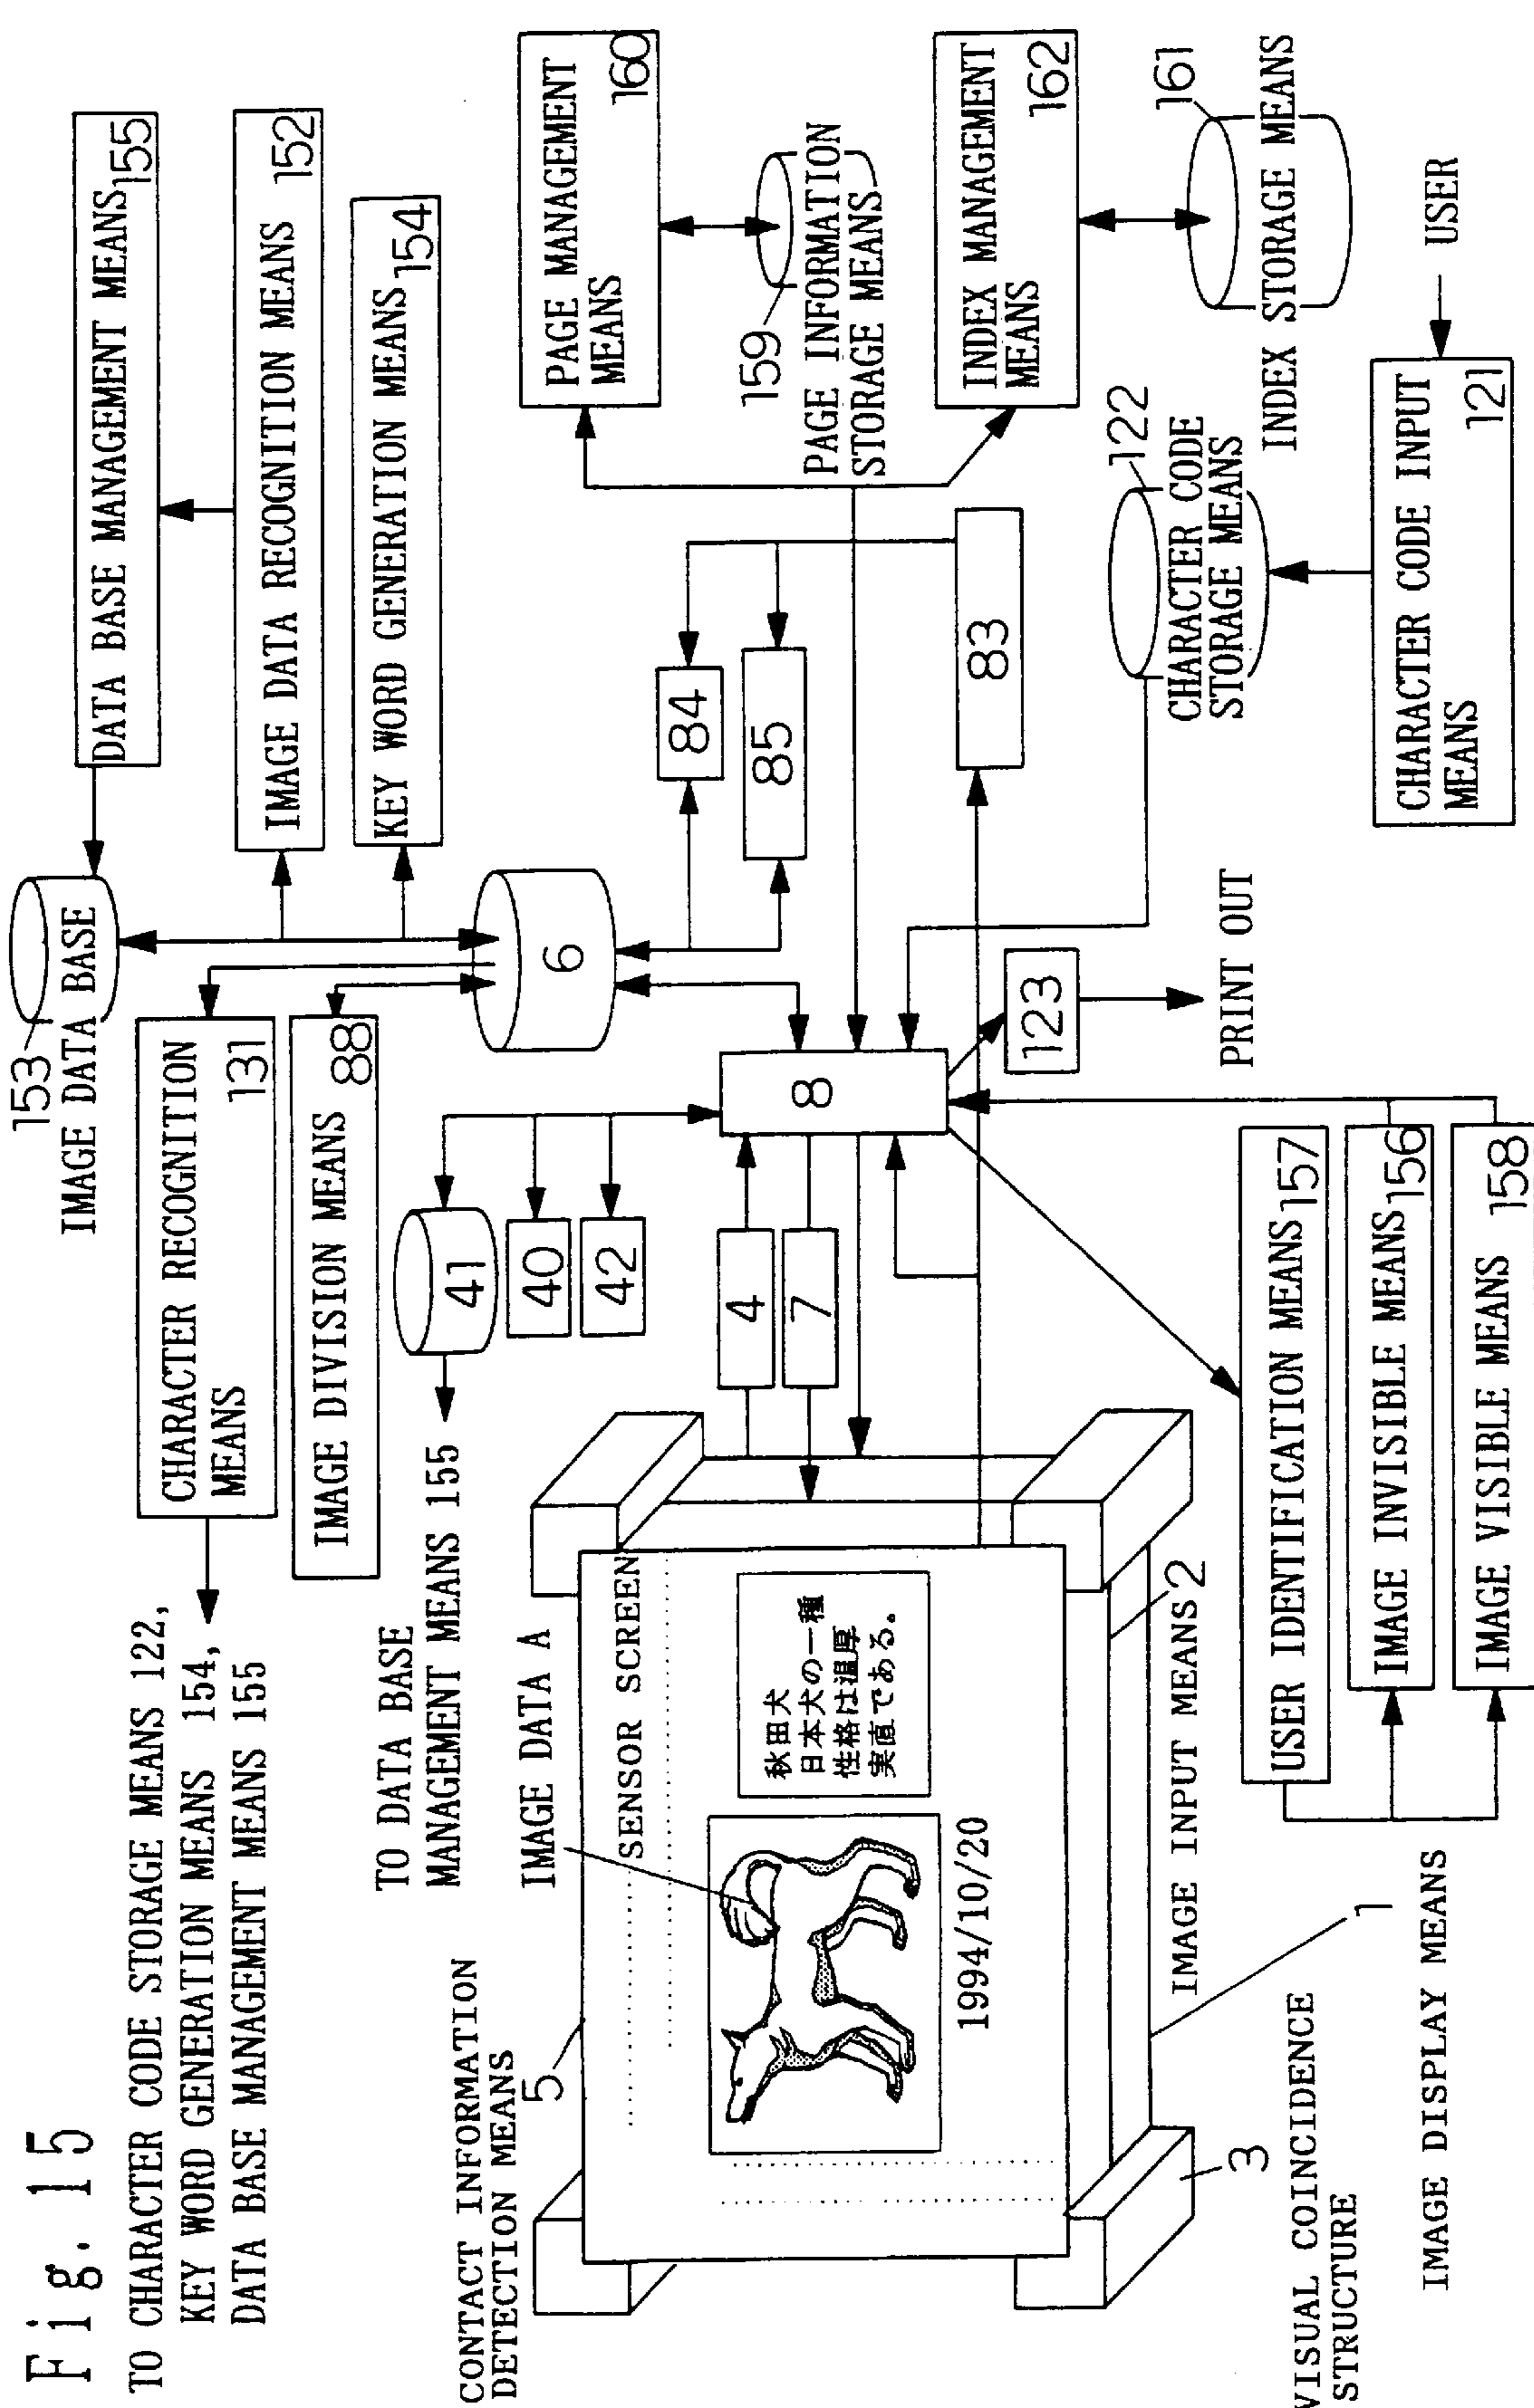 Fig. 15
TO CHARACTER CODE STORAGE MEANS 122,
KEY WORD GENERATION MEANS 154,
DATA BASE MANAGEMENT MEANS 155
153
IMAGE DATA BASE
DATA BASE MANAGEMENT MEANS 155
IMAGE DATA RECOGNITION MEANS 152
KEY WORD GENERATION MEANS 154
CHARACTER RECOGNITION
MEANS
131
IMAGE DIVISION MEANS 88
6
41
40
42
TO DATA BASE
MANAGEMENT MEANS 155
84
85
83
PAGE MANAGEMENT
MEANS
160
159
PAGE INFORMATION
STORAGE MEANS
INDEX MANAGEMENT
MEANS
162
161
INDEX STORAGE MEANS
122
CHARACTER CODE
STORAGE MEANS
USER
CHARACTER CODE INPUT
MEANS
121
4
7
8
123
PRINT OUT
CONTACT INFORMATION
DETECTION MEANS
5
IMAGE DATA A
SENSOR SCREEN
秋田犬
日本犬の一種
性格は温厚
実直である。
1994/10/20
IMAGE INPUT MEANS 2
3
VISUAL COINCIDENCE
STRUCTURE
1
IMAGE DISPLAY MEANS
USER IDENTIFICATION MEANS 157
IMAGE INVISIBLE MEANS 156
IMAGE VISIBLE MEANS 158